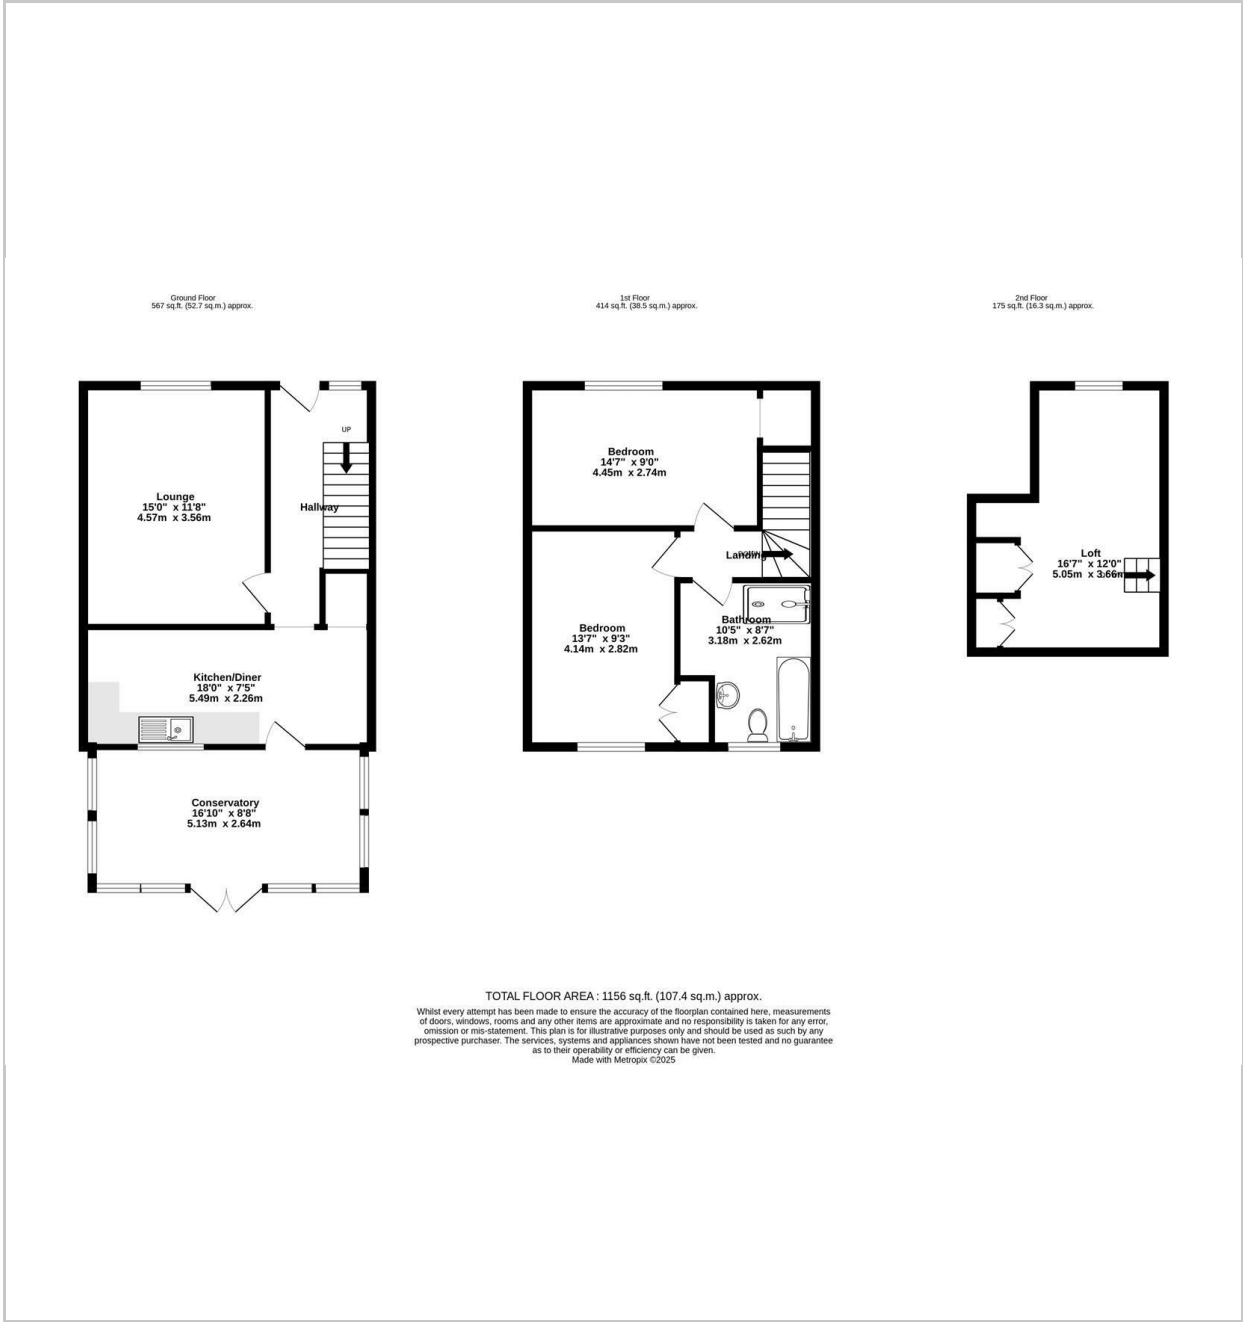 Ground Floor
567 sq.ft. (52.7 sq.m.) approx.
1st Floor
414 sq.ft. (38.5 sq.m.) approx.
2nd Floor
175 sq.ft. (16.3 sq.m.) approx.
UP
Lounge
15'0" x 11'8"
4.57m x 3.56m
Hallway
Kitchen/Diner
18'0" x 7'5"
5.49m x 2.26m
Conservatory
16'10" x 8'8"
5.13m x 2.64m
Bedroom
14'7" x 9'0"
4.45m x 2.74m
Landing
Bedroom
13'7" x 9'3"
4.14m x 2.82m
Bathroom
10'5" x 8'7"
3.18m x 2.62m
Loft
16'7" x 12'0"
5.05m x 3.66m
TOTAL FLOOR AREA : 1156 sq.ft. (107.4 sq.m.) approx.
Whilst every attempt has been made to ensure the accuracy of the floorplan contained here, measurements
of doors, windows, rooms and any other items are approximate and no responsibility is taken for any error,
omission or mis-statement. This plan is for illustrative purposes only and should be used as such by any
prospective purchaser. The services, systems and appliances shown have not been tested and no guarantee
as to their operability or efficiency can be given.
Made with Metropix ©2025